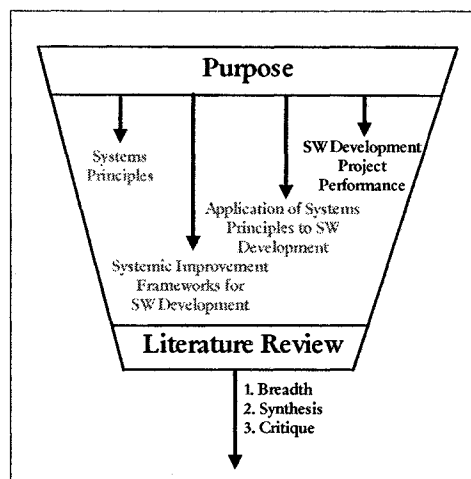 Purpose
Systems
Principles
SW Development
Project
Performance
Application of Systems
Principles to SW
Development
Systemic Improvement
Frameworks for
SW Development
Literature Review
1. Breadth
2. Synthesis
3. Critique